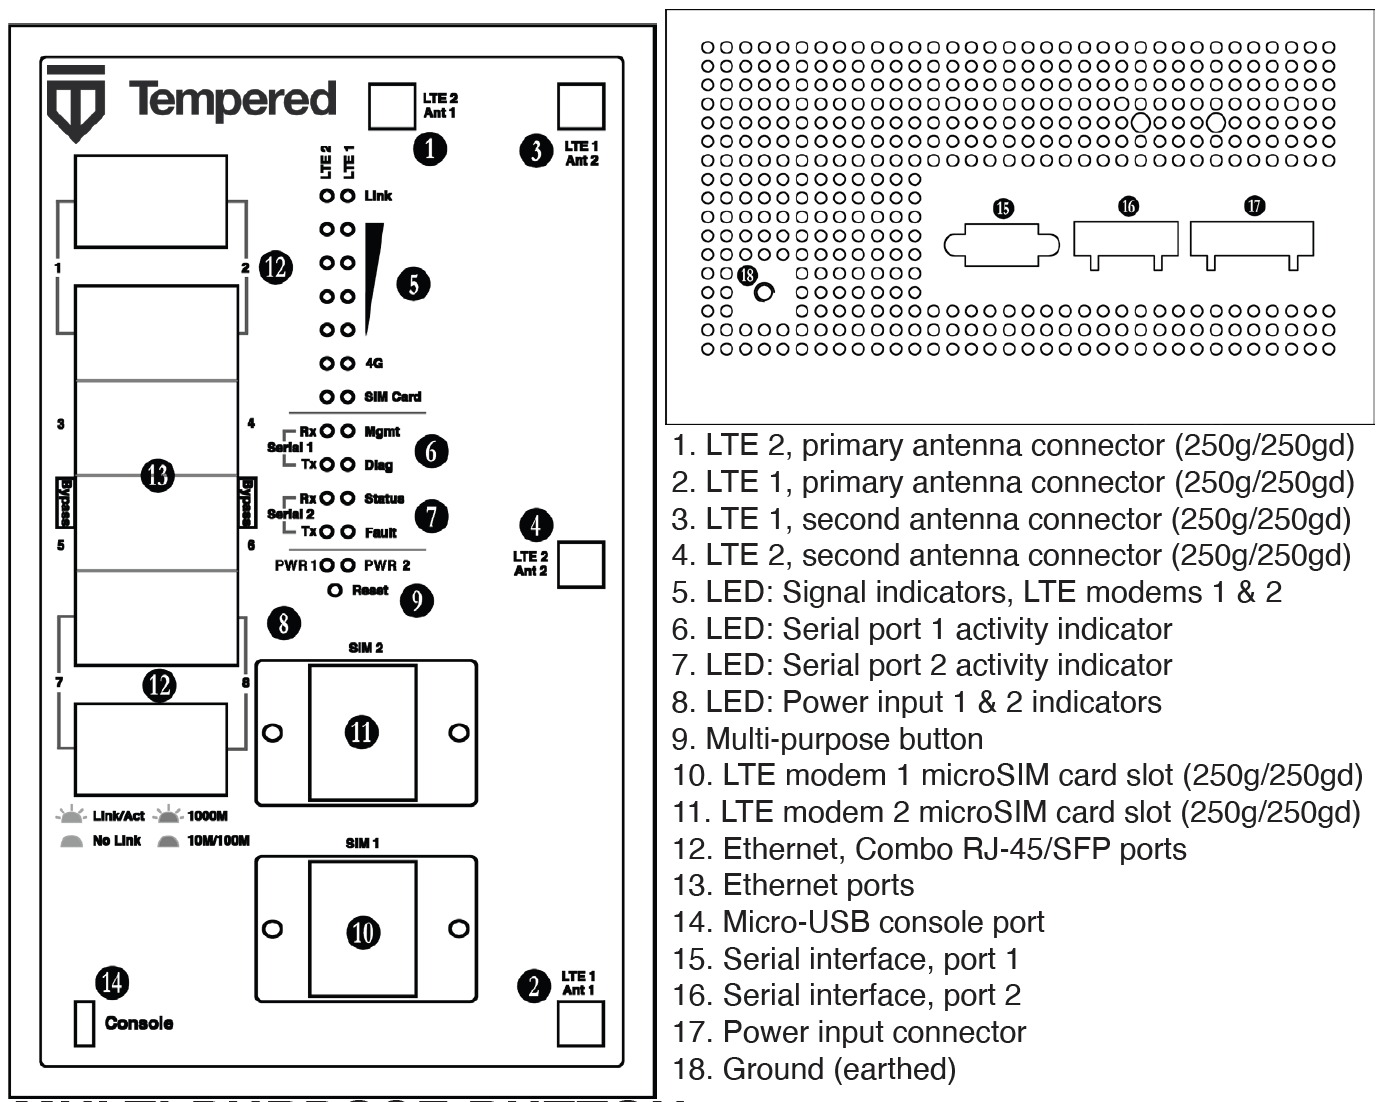 Tempered
LTE 2
Ant 1
1
LTE 1
Ant 2
3
LTE 2
LTE 1
Link
1
2
12
5
4G
SIM Card
3
4
Rx
Serial 1
Tx
Mgmt
Diag
6
13
Bypass
Bypass
Rx
Serial 2
Tx
Status
Fault
7
4
LTE 2
Ant 2
5
6
PWR 1
PWR 2
Reset
9
8
SIM 2
7
8
12
11
Link/Act
1000M
No Link
10M/100M
SIM 1
10
14
Console
2
LTE 1
Ant 1
15
16
17
18
1. LTE 2, primary antenna connector (250g/250gd)
2. LTE 1, primary antenna connector (250g/250gd)
3. LTE 1, second antenna connector (250g/250gd)
4. LTE 2, second antenna connector (250g/250gd)
5. LED: Signal indicators, LTE modems 1 & 2
6. LED: Serial port 1 activity indicator
7. LED: Serial port 2 activity indicator
8. LED: Power input 1 & 2 indicators
9. Multi-purpose button
10. LTE modem 1 microSIM card slot (250g/250gd)
11. LTE modem 2 microSIM card slot (250g/250gd)
12. Ethernet, Combo RJ-45/SFP ports
13. Ethernet ports
14. Micro-USB console port
15. Serial interface, port 1
16. Serial interface, port 2
17. Power input connector
18. Ground (earthed)